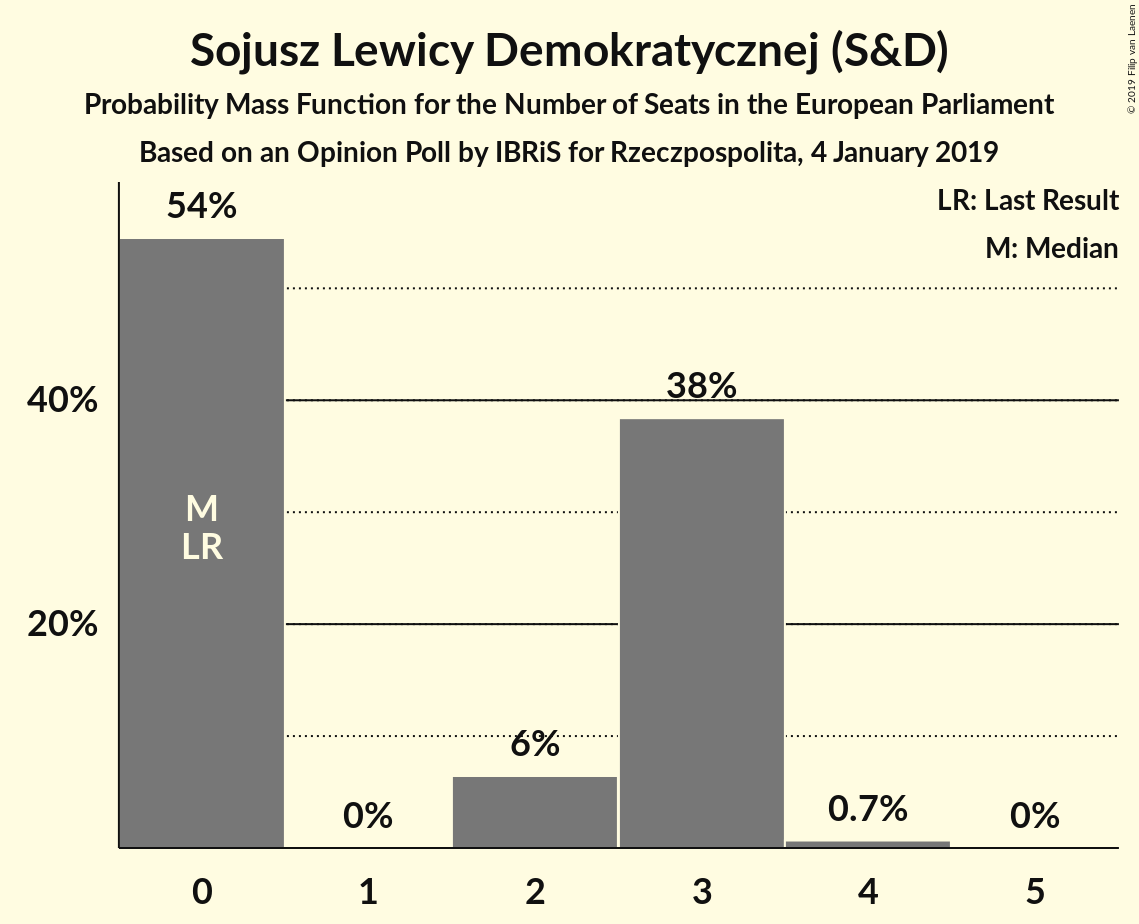 Sojusz Lewicy Demokratycznej (S&D)
Probability Mass Function for the Number of Seats in the European Parliament
Based on an Opinion Poll by IBRiS for Rzeczpospolita, 4 January 2019
© 2019 Filip van Laenen
LR: Last Result
M: Median
54%
40%
38%
M
LR
20%
6%
0%
0.7%
0%
0 1 2 3 4 5